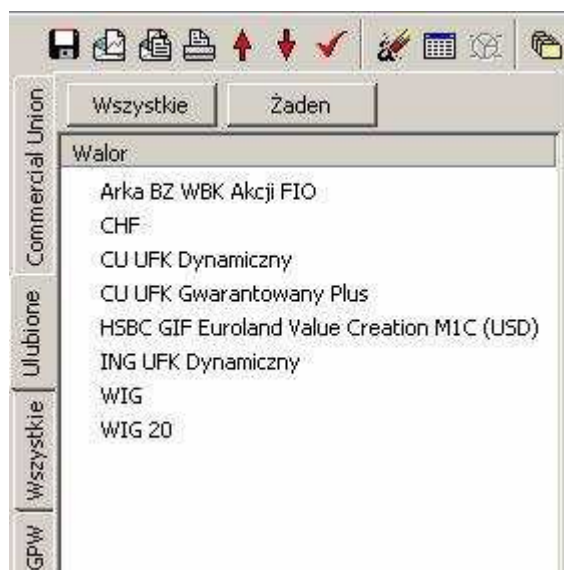 Wszystkie
Żaden
Walor
Arka BZ WBK Akcji FIO
CHF
CU UFK Dynamiczny
CU UFK Gwarantowany Plus
HSBC GIF Euroland Value Creation M1C (USD)
ING UFK Dynamiczny
WIG
WIG 20
Commercial Union
Ulubione
Wszystkie
GPW